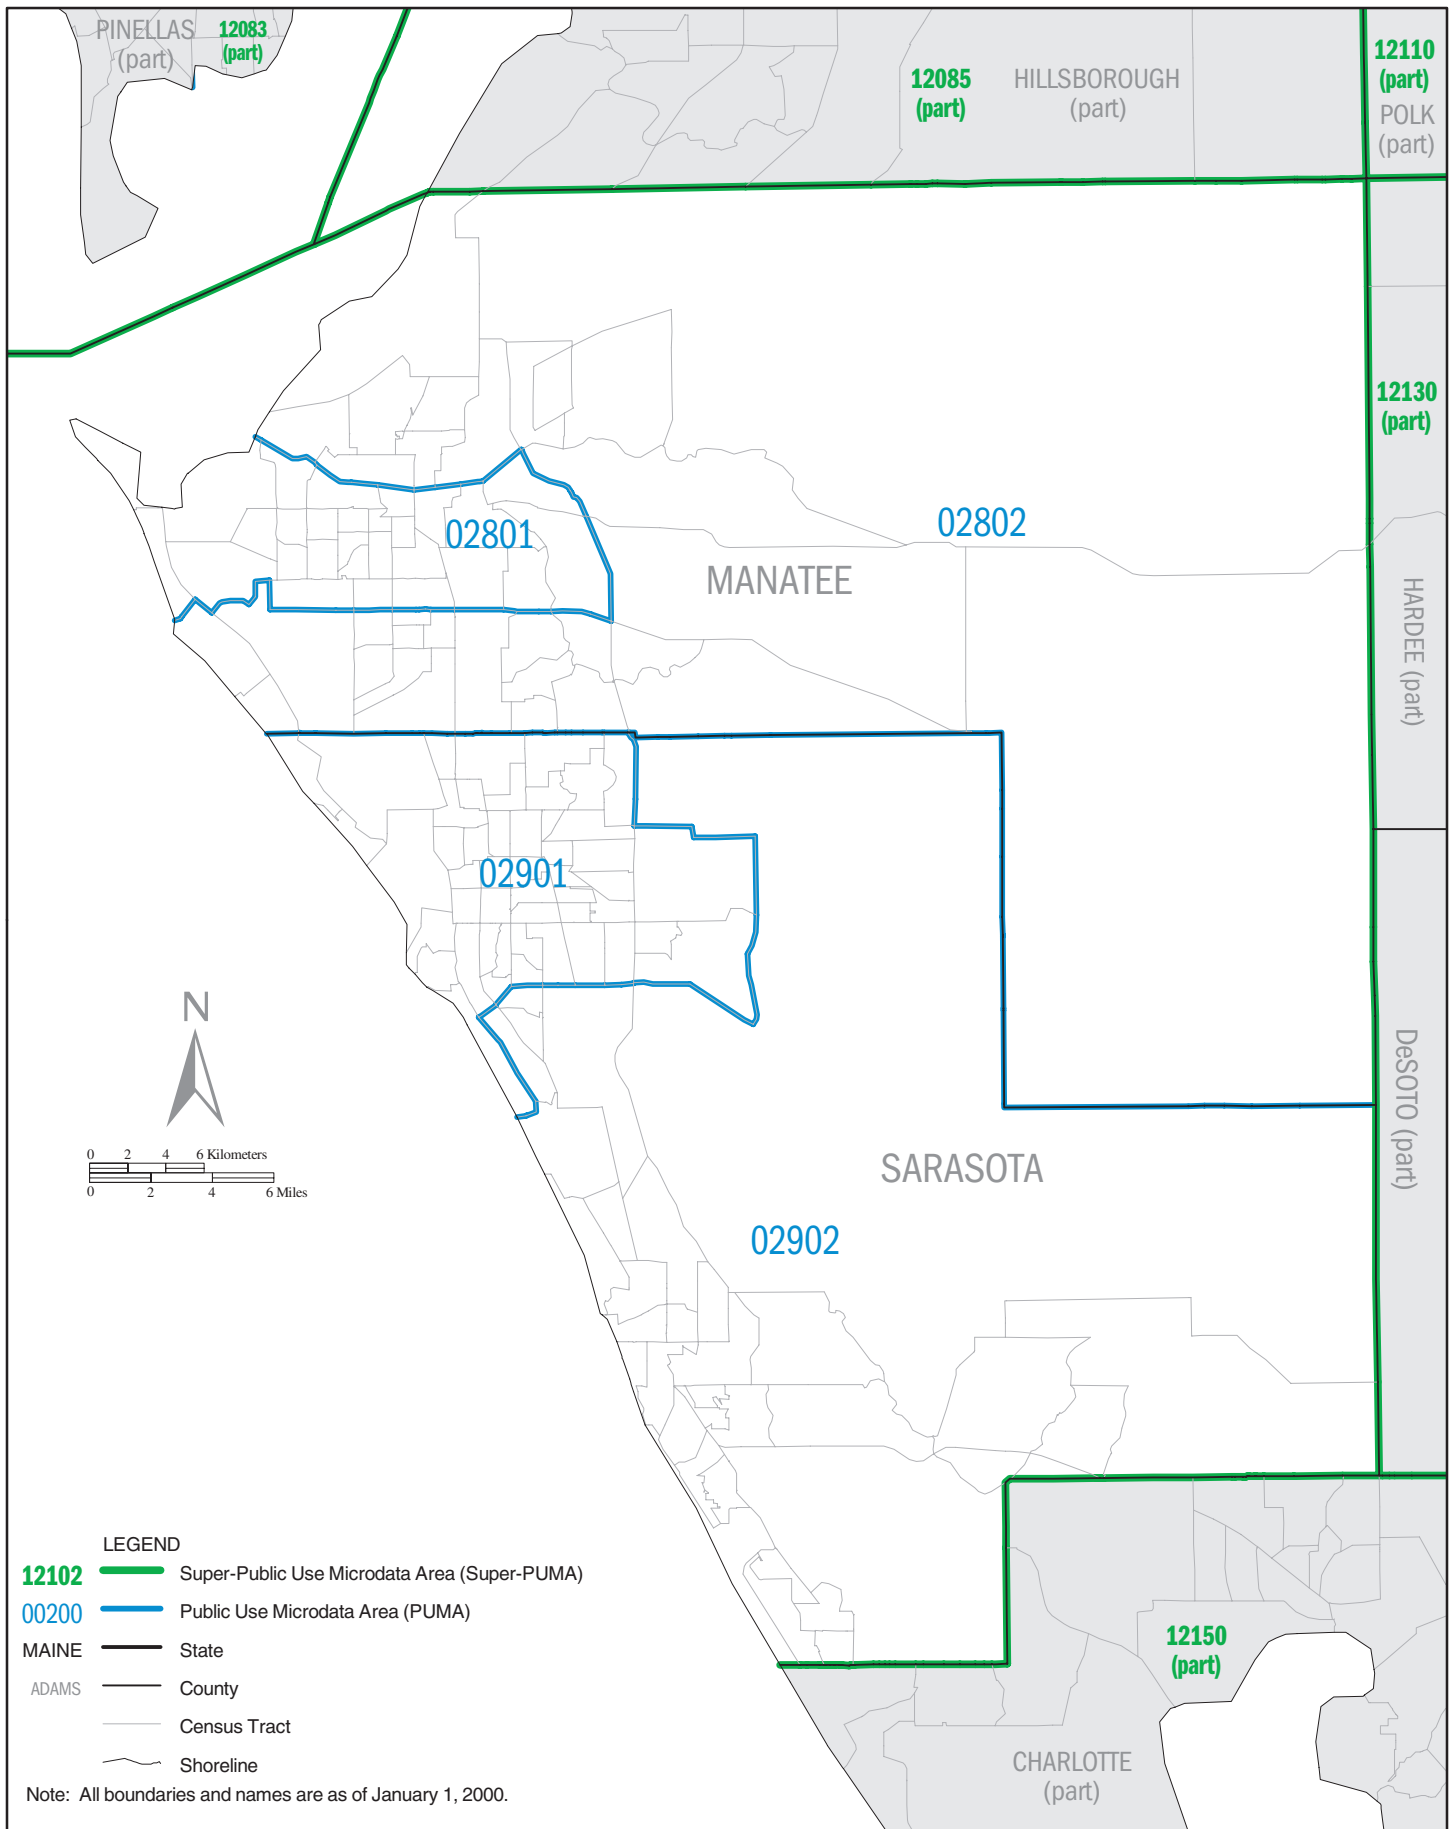 PINELLAS
(part)
12083
(part)
12085
(part)
HILLSBOROUGH
(part)
12110
(part)
POLK
(part)
12130
(part)
02801
02802
MANATEE
HARDEE (part)
02901
N
DeSOTO (part)
0 2 4 6 Kilometers
0 2 4 6 Miles
SARASOTA
02902
LEGEND
12102 Super-Public Use Microdata Area (Super-PUMA)
00200 Public Use Microdata Area (PUMA)
MAINE State
ADAMS County
Census Tract
Shoreline
12150
(part)
CHARLOTTE
(part)
Note: All boundaries and names are as of January 1, 2000.